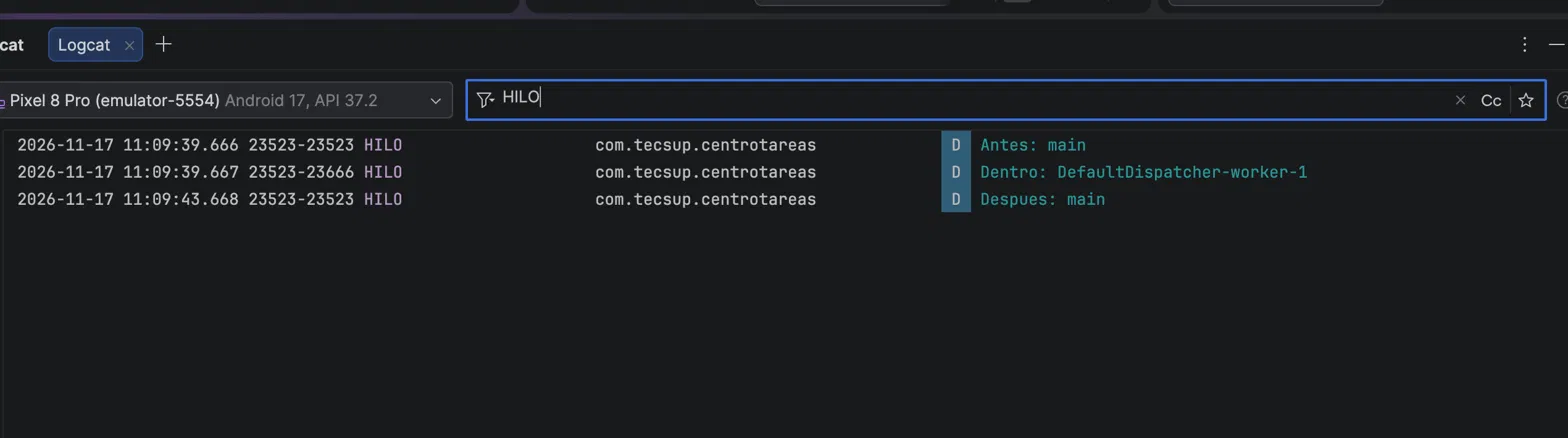 cat Logcat
Pixel 8 Pro (emulator-5554) Android 17, API 37.2 HILO Cc
2026-11-17 11:09:39.666 23523-23523 HILO com.tecsup.centrotareas D Antes: main
2026-11-17 11:09:39.667 23523-23666 HILO com.tecsup.centrotareas D Dentro: DefaultDispatcher-worker-1
2026-11-17 11:09:43.668 23523-23523 HILO com.tecsup.centrotareas D Despues: main